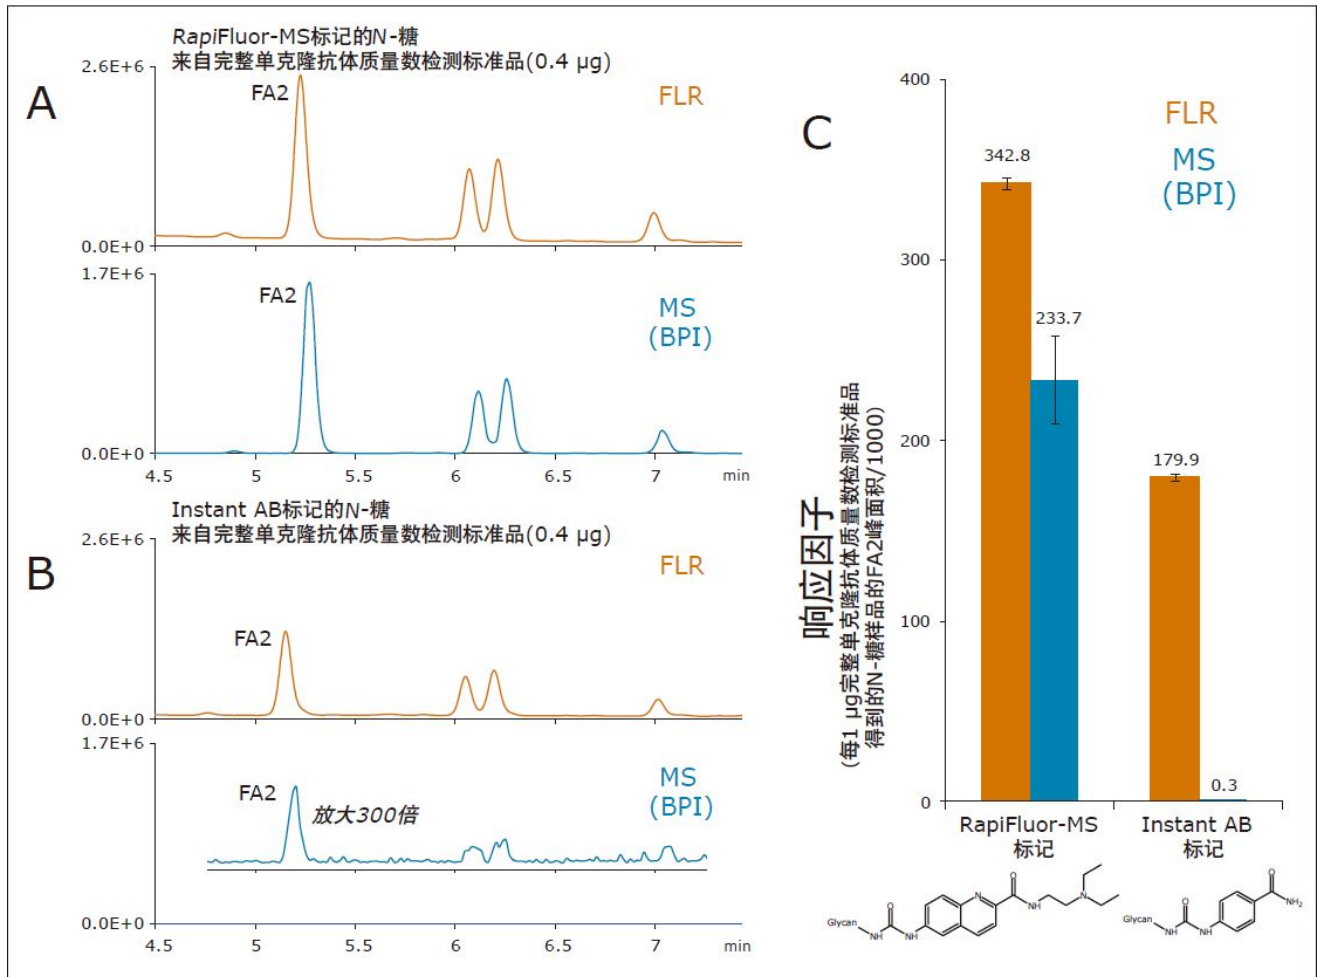 A
RapiFluor-MS标记的N-糖
来自完整单克隆抗体质量数检测标准品(0.4 μg)
2.6E+6
FA2
FLR
0.0E+0
1.7E+6
FA2
MS
(BPI)
0.0E+0
4.5 5 5.5 6 6.5 7 min
B
Instant AB标记的N-糖
来自完整单克隆抗体质量数检测标准品(0.4 μg)
2.6E+6
FLR
FA2
0.0E+0
1.7E+6
MS
(BPI)
FA2
放大300倍
0.0E+0
4.5 5 5.5 6 6.5 7 min
C
FLR
MS
(BPI)
响应因子
(每1 μg完整单克隆抗体质量数检测标准品
得到的N-糖样品的FA2峰面积/1000)
400
300
200
100
0
342.8
233.7
179.9
0.3
RapiFluor-MS
标记
Instant AB
标记
Glycan
NH
O
NH
N
O
NH
N
Glycan
NH
O
NH
O
NH2